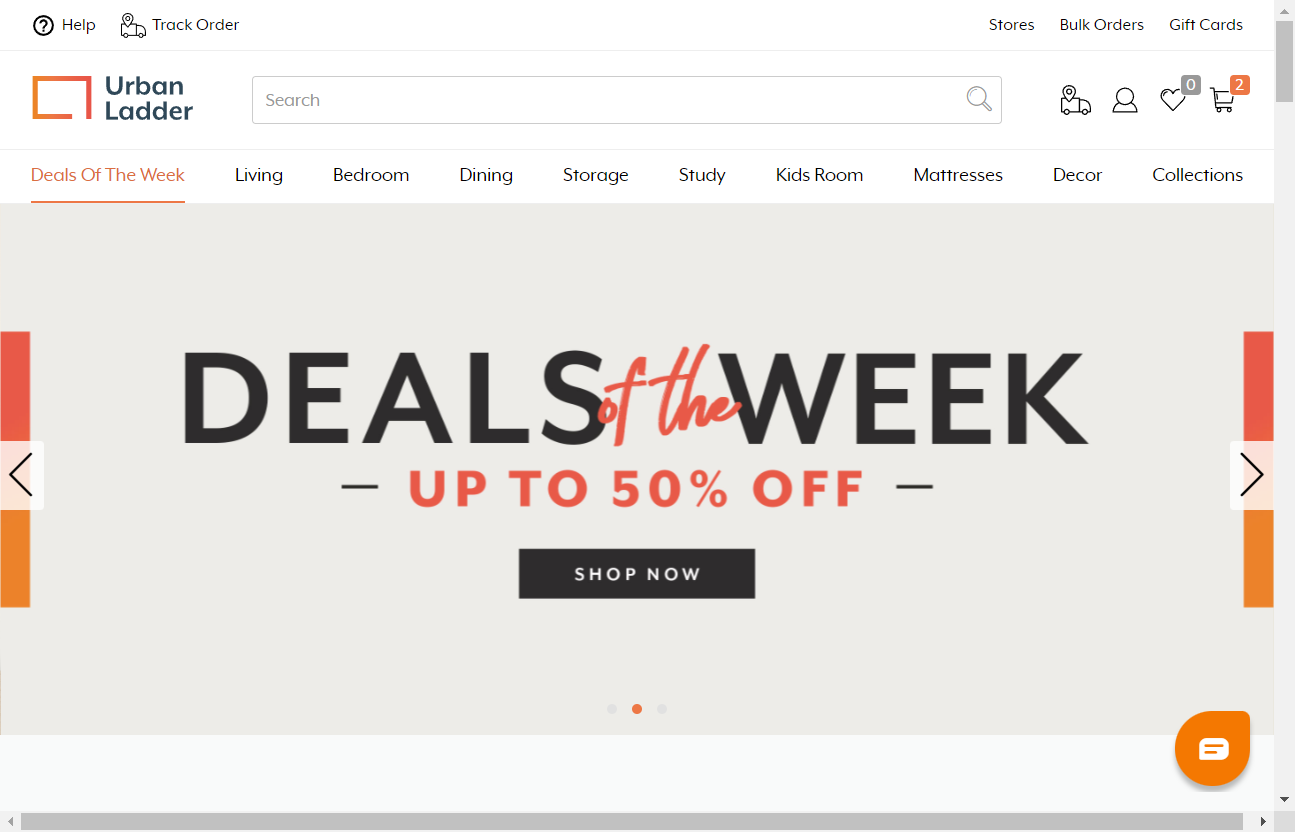 Help
Track Order
Stores
Bulk Orders
Gift Cards
Urban
Ladder
Search
0
2
Deals Of The Week
Living
Bedroom
Dining
Storage
Study
Kids Room
Mattresses
Decor
Collections
DEALS of the WEEK
— UP TO 50% OFF —
SHOP NOW